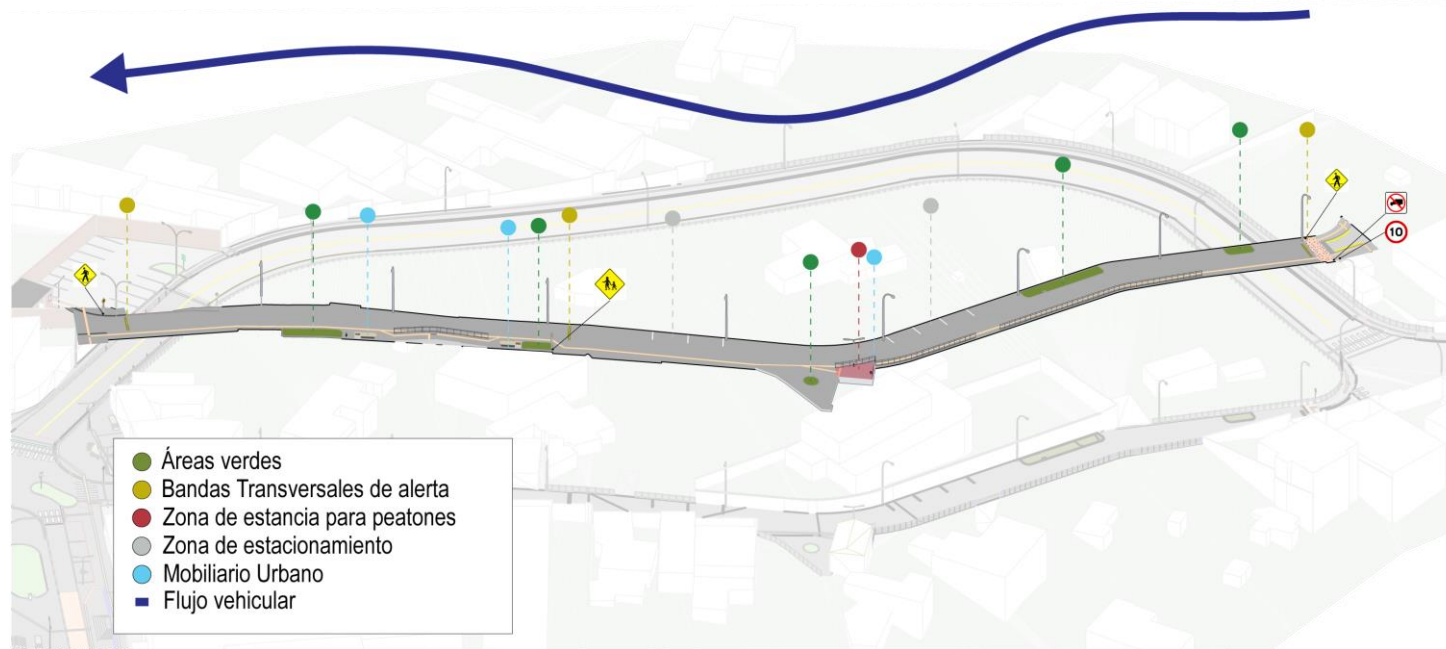 10
Áreas verdes
Bandas Transversales de alerta
Zona de estancia para peatones
Zona de estacionamiento
Mobiliario Urbano
Flujo vehicular